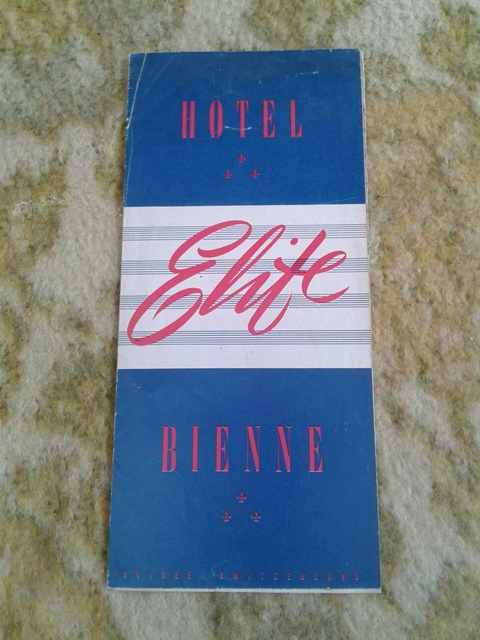 HOTEL
Elite
BIENNE
SUISSE SWITZERLAND